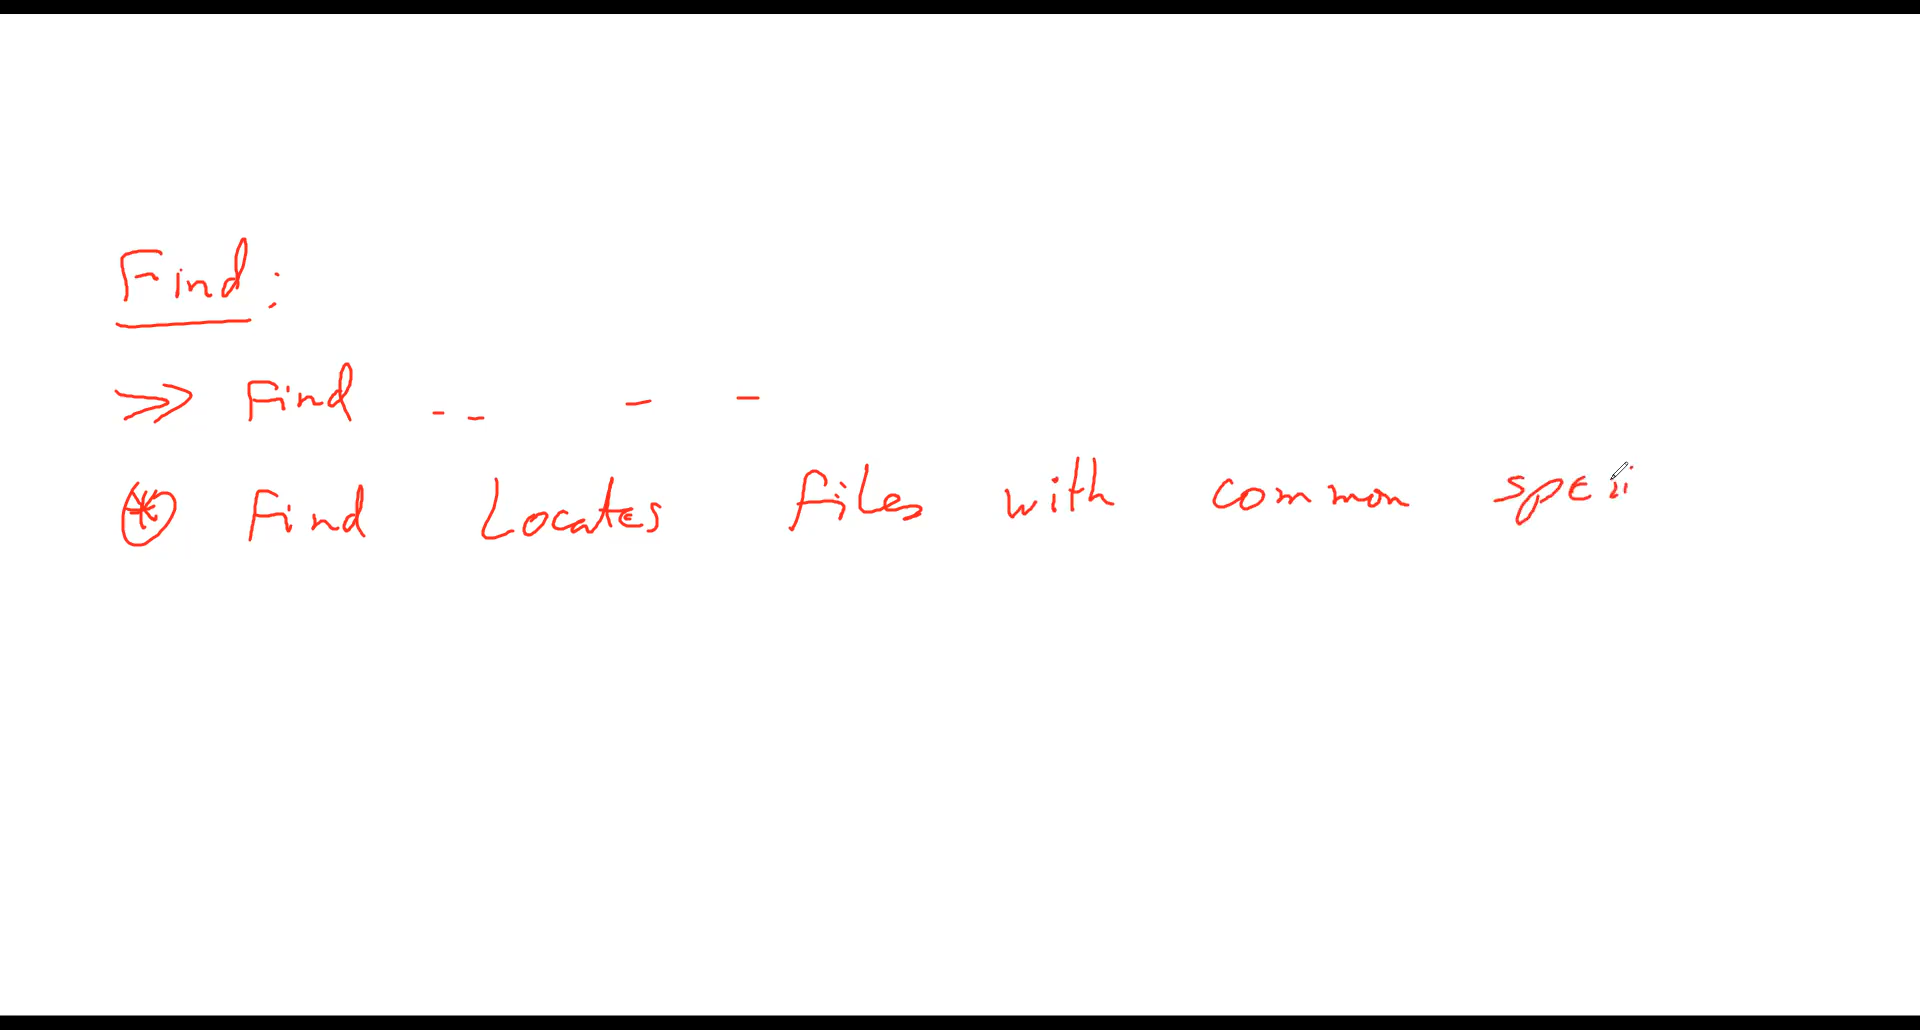 Find:
>> Find -- - -
* Find Locates files with common